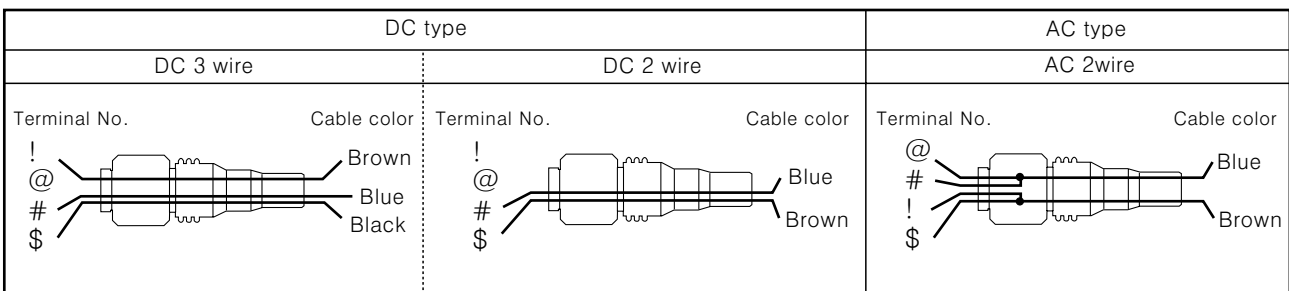 DC type
AC type
DC 3 wire
DC 2 wire
AC 2wire
Terminal No.
Cable color
!
@
#
$
Brown
Blue
Black
Terminal No.
Cable color
!
@
#
$
Blue
Brown
Terminal No.
Cable color
@
#
!
$
Blue
Brown